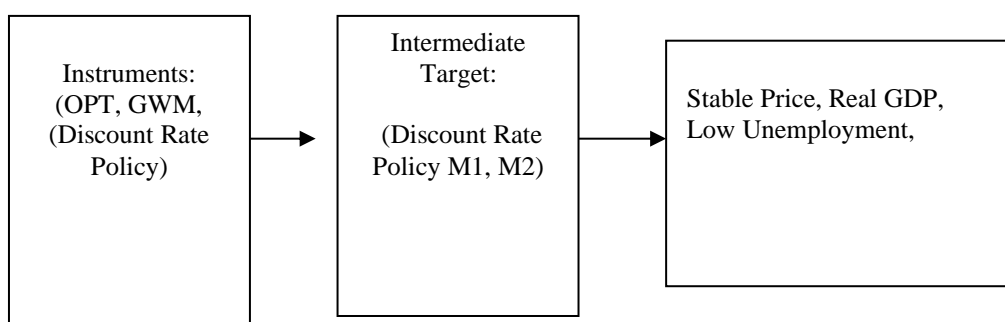 Instruments:
(OPT, GWM,
(Discount Rate
Policy)
Intermediate
Target:
(Discount Rate
Policy M1, M2)
Stable Price, Real GDP,
Low Unemployment,